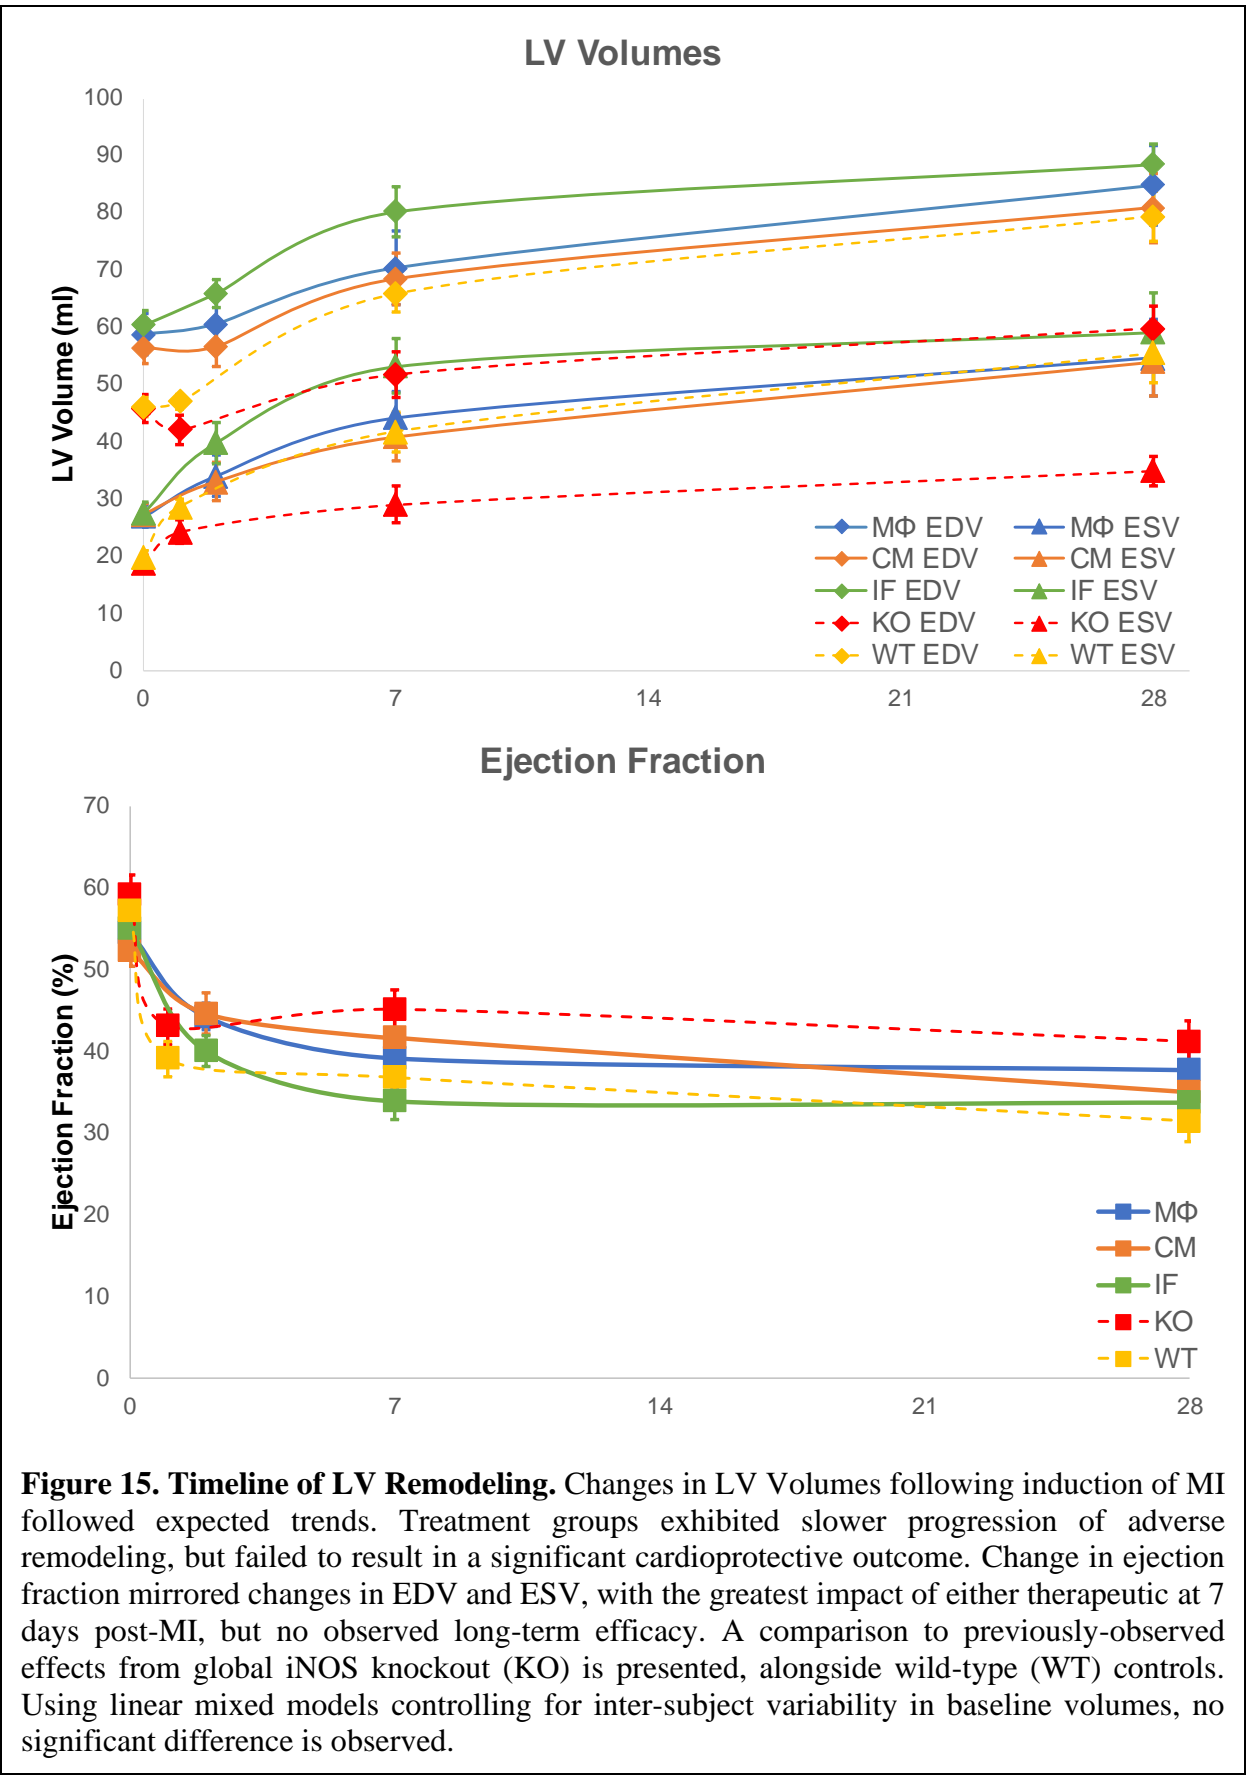 LV Volumes
100
90
80
70
60
50
40
30
20
10
0
LV Volume (ml)
0 7 14 21 28
MΦ EDV MΦ ESV
CM EDV CM ESV
IF EDV IF ESV
KO EDV KO ESV
WT EDV WT ESV
Ejection Fraction
70
60
50
40
30
20
10
0
Ejection Fraction (%)
0 7 14 21 28
MΦ
CM
IF
KO
WT
Figure 15. Timeline of LV Remodeling. Changes in LV Volumes following induction of MI
followed expected trends. Treatment groups exhibited slower progression of adverse
remodeling, but failed to result in a significant cardioprotective outcome. Change in ejection
fraction mirrored changes in EDV and ESV, with the greatest impact of either therapeutic at 7
days post-MI, but no observed long-term efficacy. A comparison to previously-observed
effects from global iNOS knockout (KO) is presented, alongside wild-type (WT) controls.
Using linear mixed models controlling for inter-subject variability in baseline volumes, no
significant difference is observed.